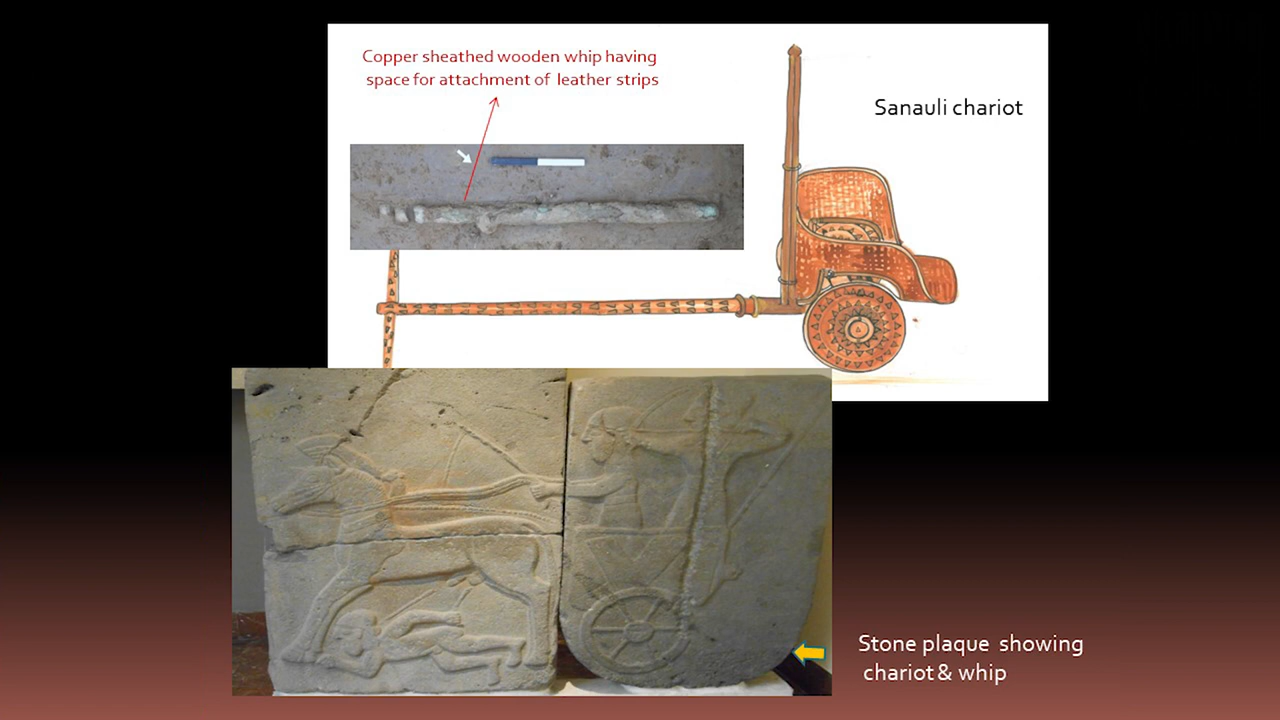 Copper sheathed wooden whip having
space for attachment of leather strips
Sanauli chariot
Stone plaque showing
chariot & whip